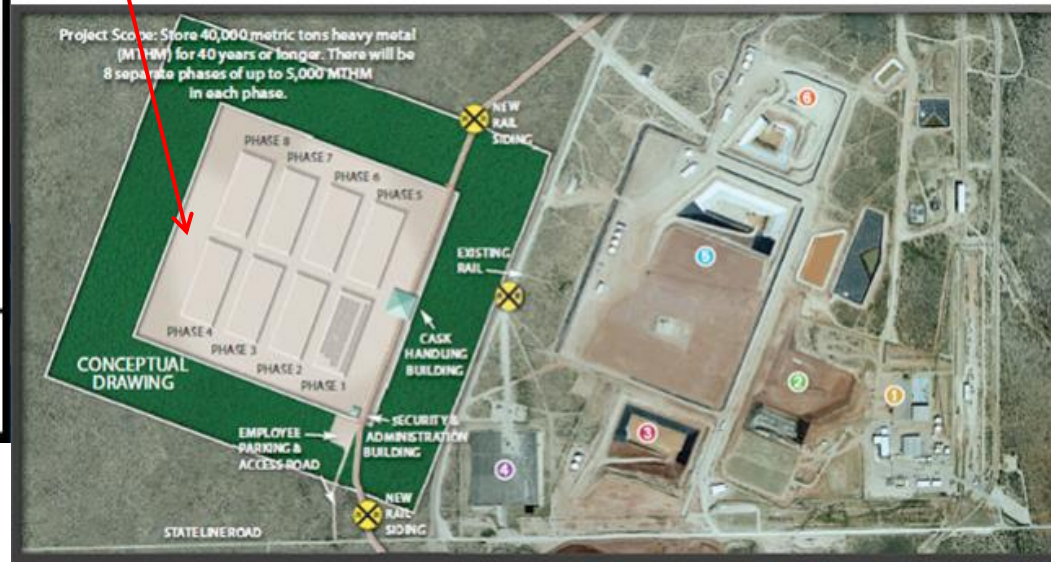 Project Scope: Store 40,000 metric tons heavy metal
(MTHM) for 40 years or longer. There will be
8 separate phases of up to 5,000 MTHM
in each phase.
NEW
RAIL
SIDING
PHASE 8
PHASE 7
PHASE 6
PHASE 5
6
EXISTING
RAIL
5
PHASE 4
PHASE 3
PHASE 2
PHASE 1
CASK
HANDLING
BUILDING
CONCEPTUAL
DRAWING
2
1
SECURITY &
ADMINISTRATION
BUILDING
EMPLOYEE
PARKING &
ACCESS ROAD
3
4
NEW
RAIL
SIDING
STATE LINE ROAD